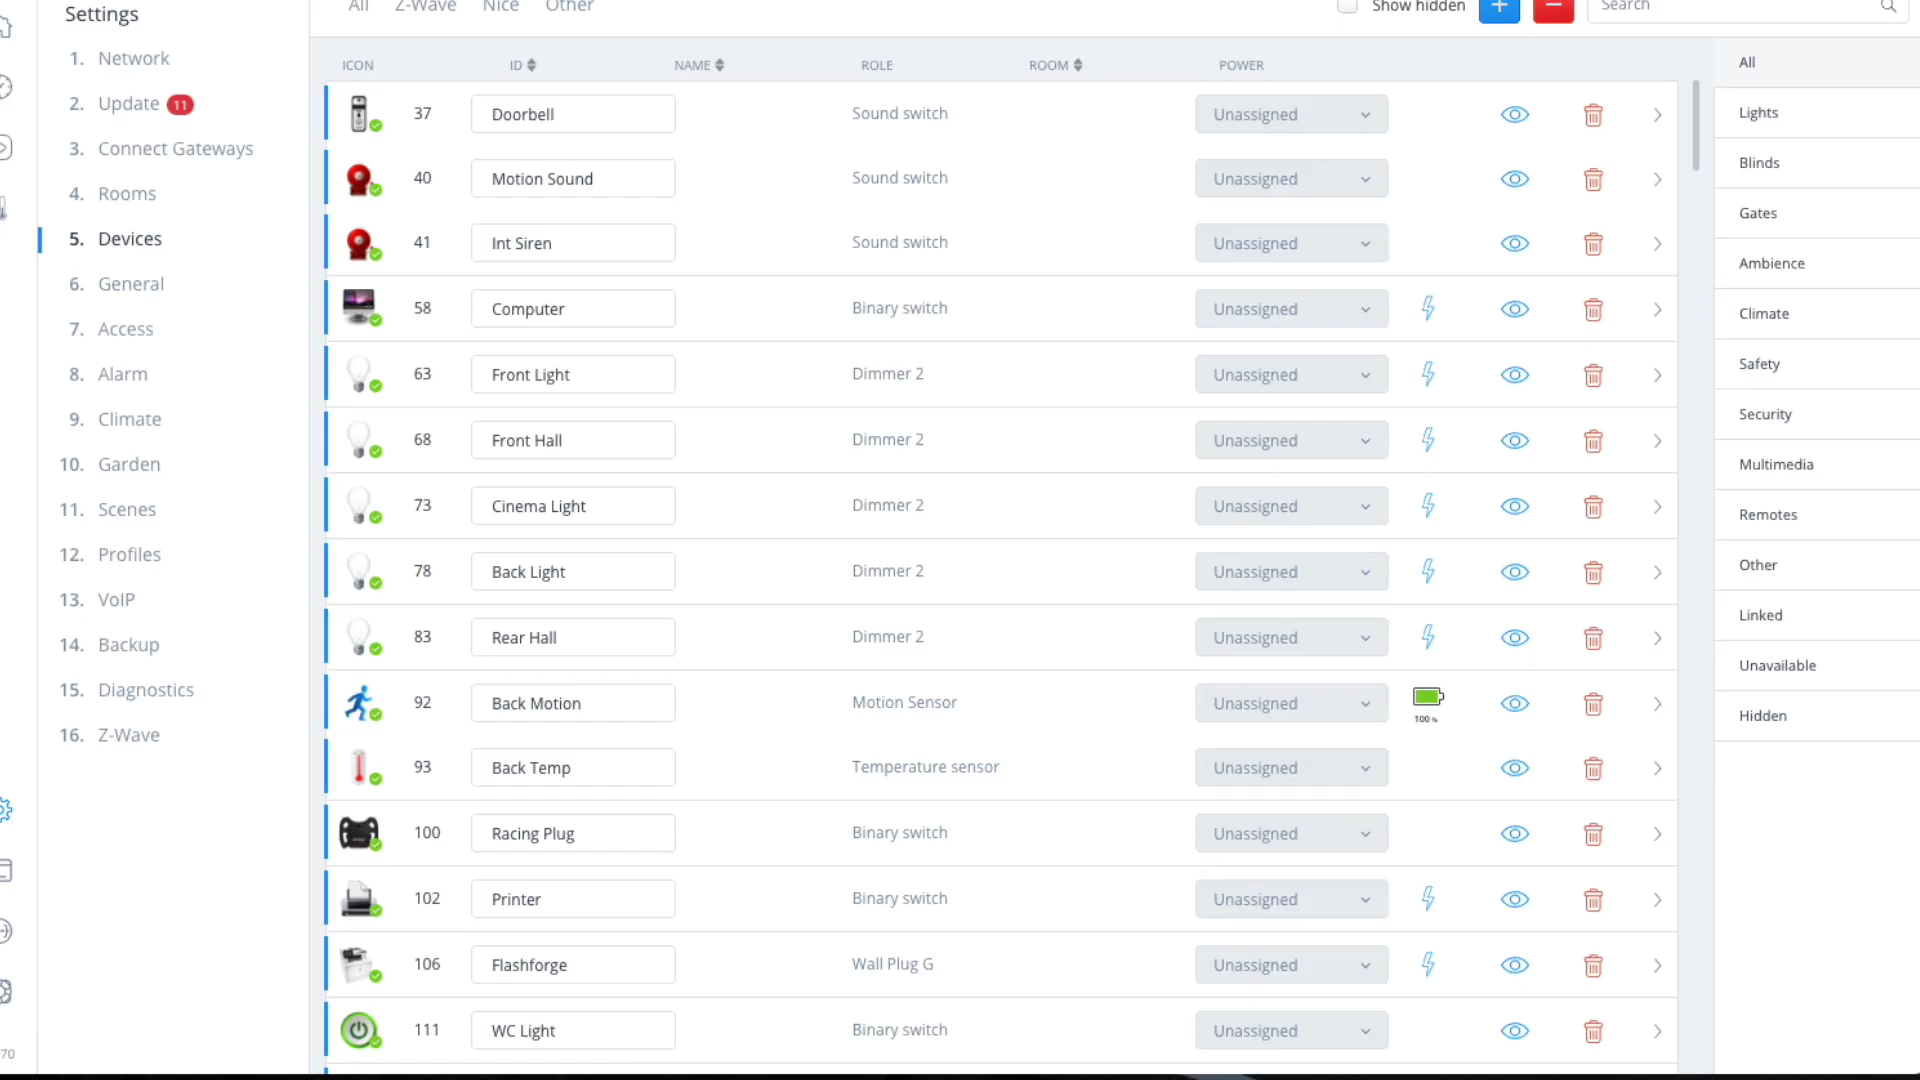 Settings
1. Network
2. Update 11
3. Connect Gateways
4. Rooms
5. Devices
6. General
7. Access
8. Alarm
9. Climate
10. Garden
11. Scenes
12. Profiles
13. VoIP
14. Backup
15. Diagnostics
16. Z-Wave
70
All Z-Wave Nice Other
Show hidden + − Search
ICON ID NAME ROLE ROOM POWER
37 Doorbell Sound switch Unassigned
40 Motion Sound Sound switch Unassigned
41 Int Siren Sound switch Unassigned
58 Computer Binary switch Unassigned
63 Front Light Dimmer 2 Unassigned
68 Front Hall Dimmer 2 Unassigned
73 Cinema Light Dimmer 2 Unassigned
78 Back Light Dimmer 2 Unassigned
83 Rear Hall Dimmer 2 Unassigned
92 Back Motion Motion Sensor Unassigned 100 %
93 Back Temp Temperature sensor Unassigned
100 Racing Plug Binary switch Unassigned
102 Printer Binary switch Unassigned
106 Flashforge Wall Plug G Unassigned
111 WC Light Binary switch Unassigned
All
Lights
Blinds
Gates
Ambience
Climate
Safety
Security
Multimedia
Remotes
Other
Linked
Unavailable
Hidden